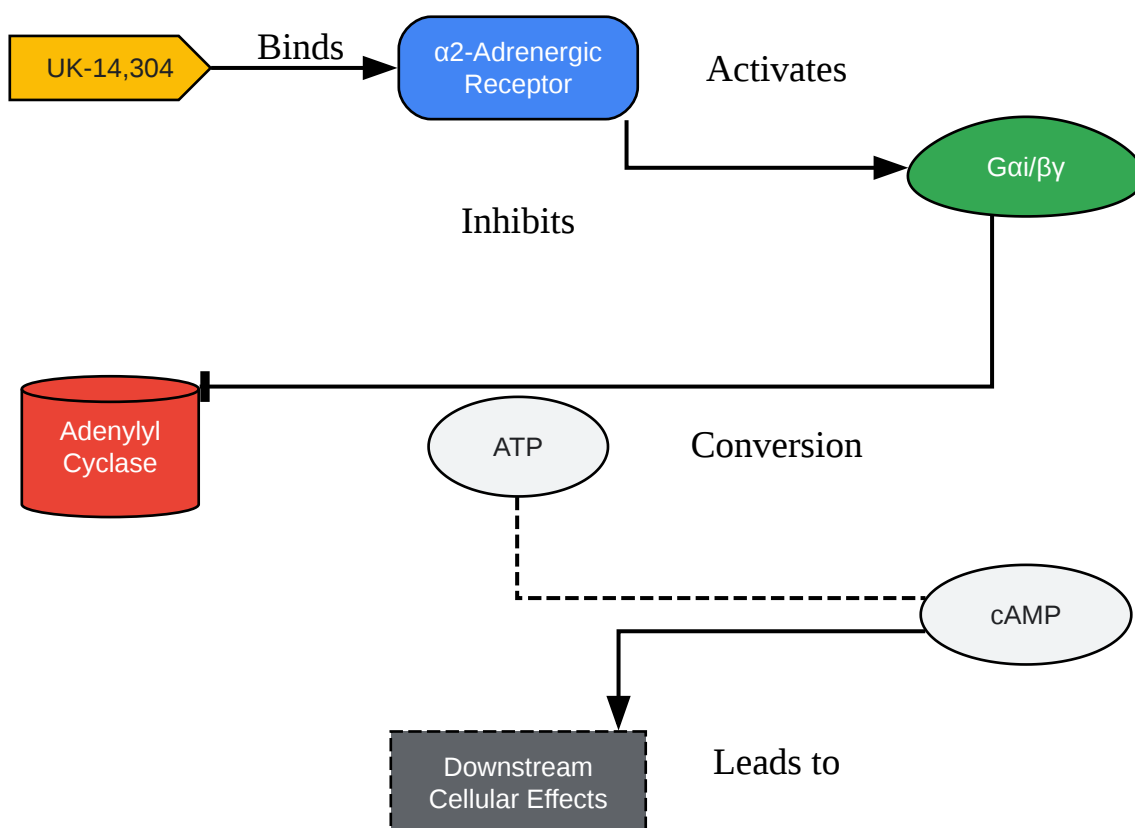 UK-14,304
Binds
α2-Adrenergic
Receptor
Activates
Gαi/βγ
Inhibits
Adenylyl
Cyclase
ATP
Conversion
cAMP
Downstream
Cellular Effects
Leads to